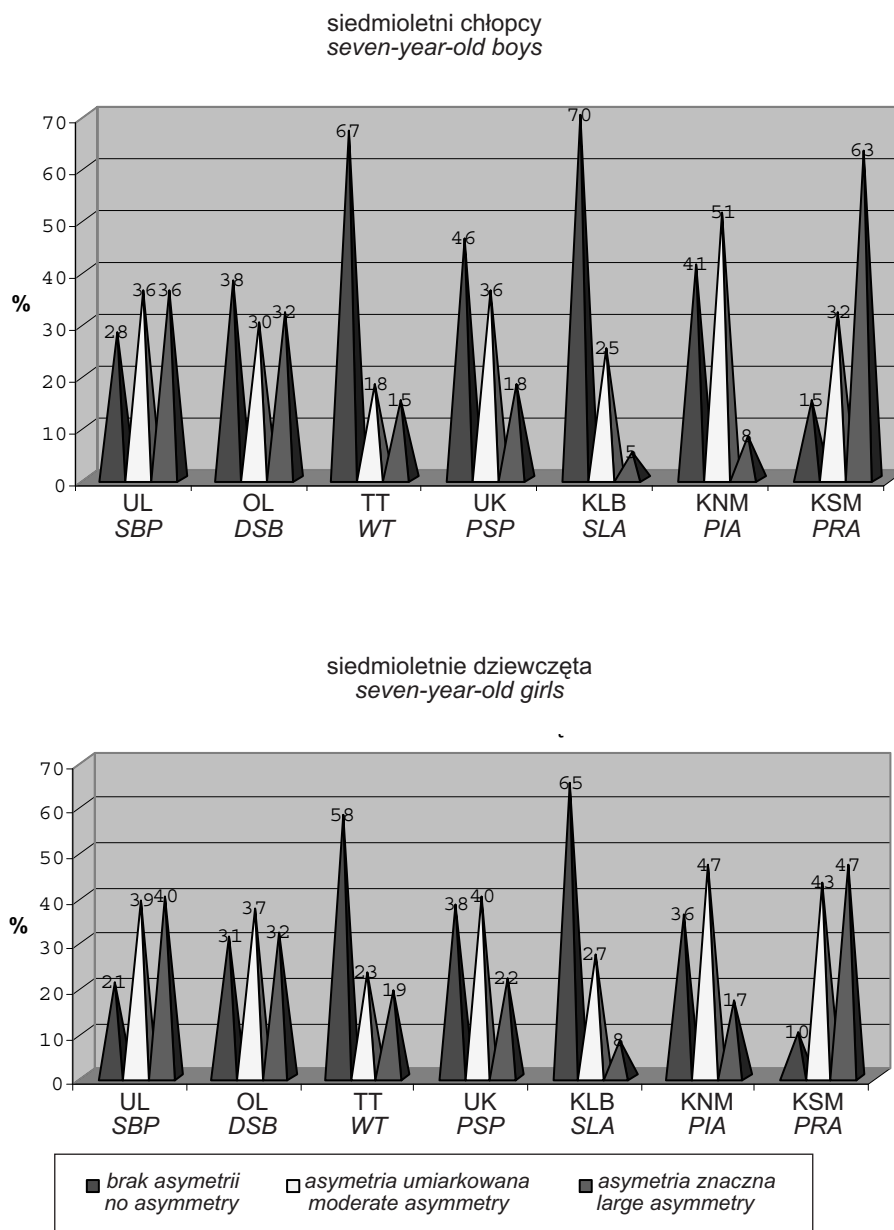 siedmioletni chłopcy
seven-year-old boys
%
70
60
50
40
30
20
10
0
28 36 36 38 30 32 67 18 15 46 36 18 70 25 5 41 51 8 15 32 63
UL OL TT UK KLB KNM KSM
SBP DSB WT PSP SLA PIA PRA
siedmioletnie dziewczęta
seven-year-old girls
%
70
60
50
40
30
20
10
0
21 39 40 31 37 32 58 23 19 38 40 22 65 27 8 36 47 17 10 43 47
UL OL TT UK KLB KNM KSM
SBP DSB WT PSP SLA PIA PRA
brak asymetrii asymetria umiarkowana asymetria znaczna
no asymmetry moderate asymmetry large asymmetry